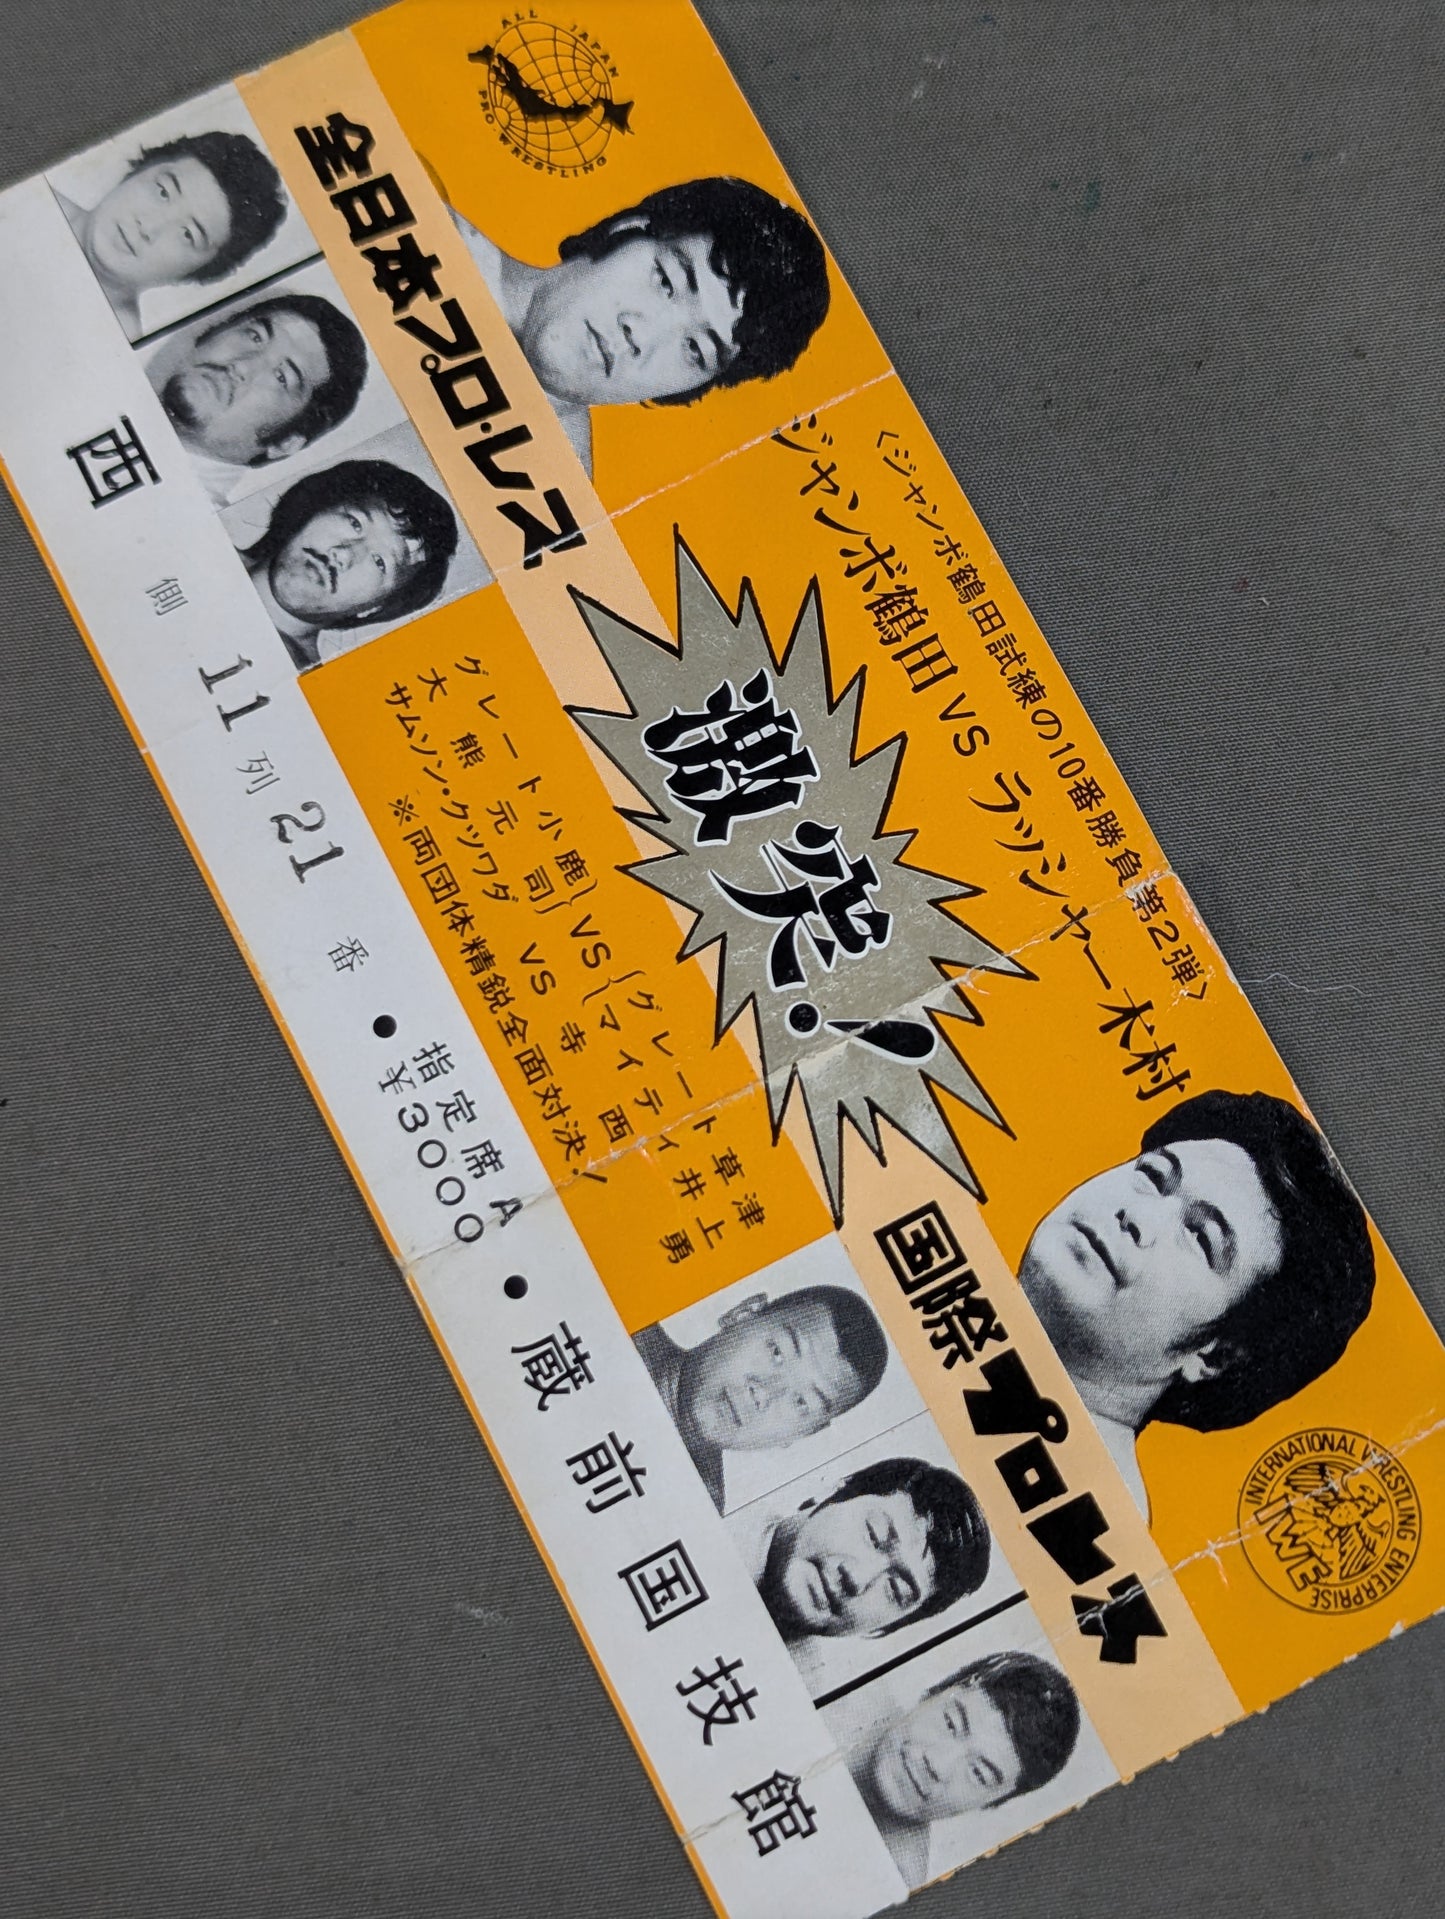 ALL JAPAN PRO-WRESTLING
〈ジャンボ鶴田試練の10番勝負第2弾〉
ジャンボ鶴田 VS ラッシャー木村
全日本プロ・レス
激突!
国際プロレス
グレート小鹿 大熊元司 VS グレート草津 マイティ井上
サムソン・クツワダ VS 寺西勇
※両団体精鋭全面対決!
INTERNATIONAL WRESTLING ENTERPRISE
IWE
西側 11列 21番 ●指定席A ¥3000 ●蔵前国技館